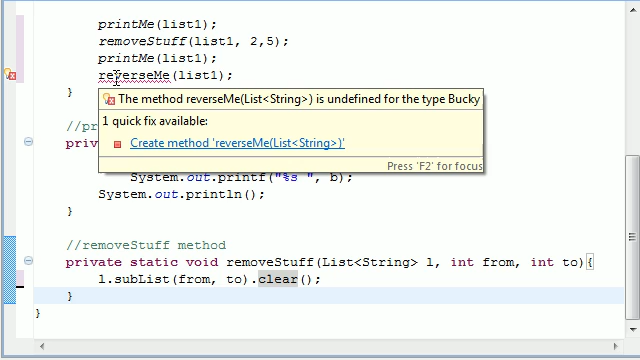 printMe(list1);
removeStuff(list1, 2,5);
printMe(list1);
reverseMe(list1);
}
The method reverseMe(List<String>) is undefined for the type Bucky
1 quick fix available:
Create method 'reverseMe(List<String>)'
Press 'F2' for focus
//pr
priv
System.out.printf("%s ", b);
System.out.println();
}
//removeStuff method
private static void removeStuff(List<String> l, int from, int to){
l.subList(from, to).clear();
}
}